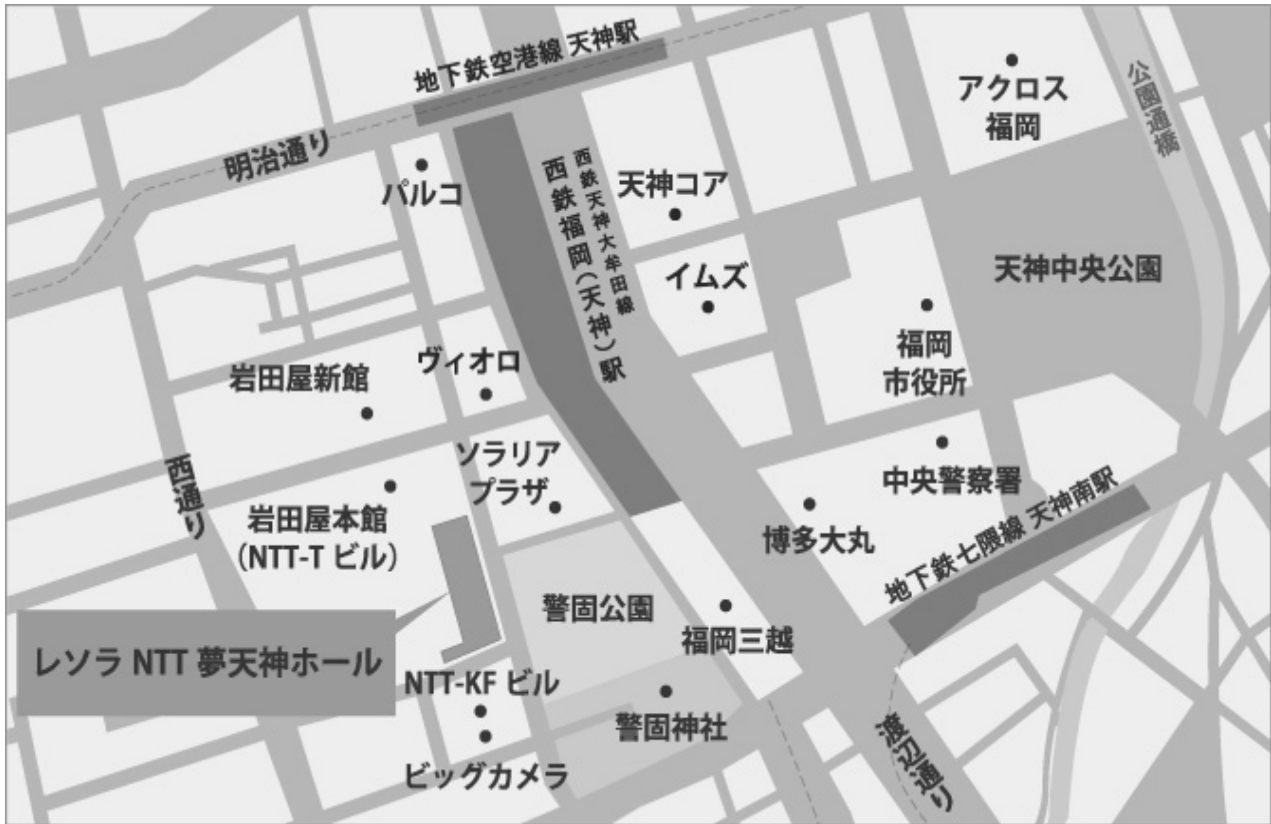 地下鉄空港線 天神駅
アクロス
福岡
公園通橋
明治通り
パルコ
西鉄福岡(天神)駅
西鉄天神大牟田線
天神コア
イムズ
天神中央公園
福岡
市役所
ヴィオロ
岩田屋新館
ソラリア
プラザ
中央警察署
西通り
岩田屋本館
(NTT-T ビル)
博多大丸
地下鉄七隈線 天神南駅
警固公園
福岡三越
レソラ NTT 夢天神ホール
NTT-KF ビル
警固神社
ビッグカメラ
渡辺通り